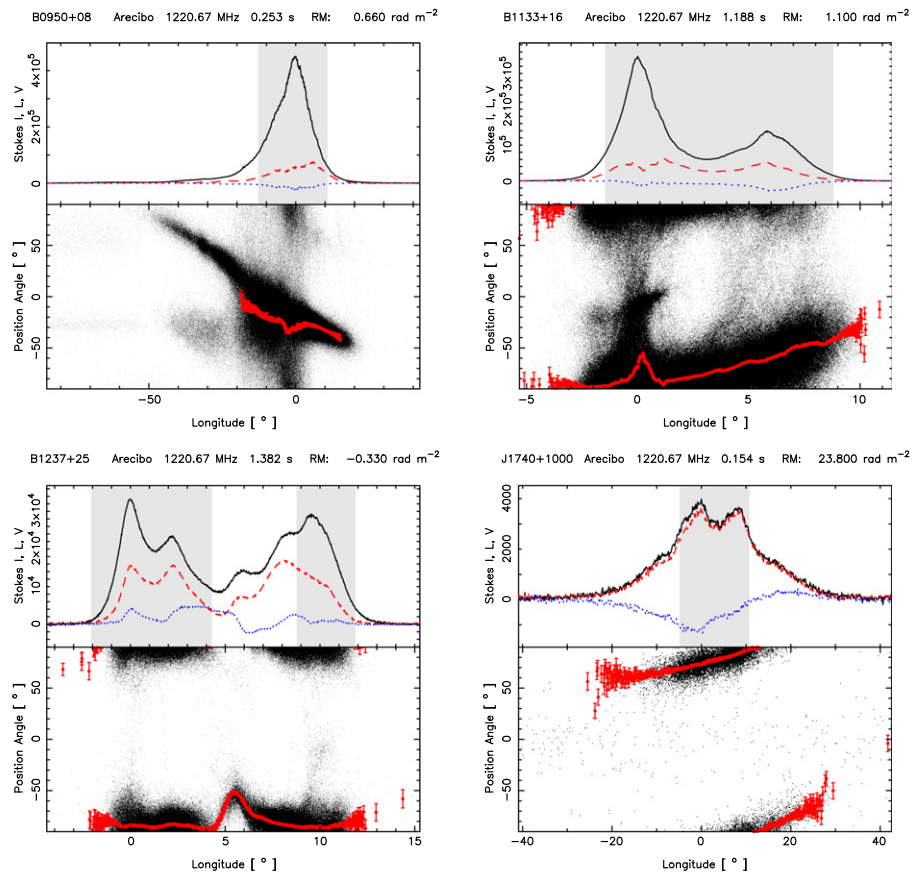 B0950+08 Arecibo 1220.67 MHz 0.253 s RM: 0.660 rad m⁻²
Stokes I, L, V
4×10⁵
2×10⁵
0
Position Angle [ ° ]
50
0
−50
−50 0
Longitude [ ° ]
B1133+16 Arecibo 1220.67 MHz 1.188 s RM: 1.100 rad m⁻²
Stokes I, L, V
3×10⁵
2×10⁵
10⁵
0
Position Angle [ ° ]
50
0
−50
−5 0 5 10
Longitude [ ° ]
B1237+25 Arecibo 1220.67 MHz 1.382 s RM: −0.330 rad m⁻²
Stokes I, L, V
3×10⁴
2×10⁴
10⁴
0
Position Angle [ ° ]
50
0
−50
0 5 10 15
Longitude [ ° ]
J1740+1000 Arecibo 1220.67 MHz 0.154 s RM: 23.800 rad m⁻²
Stokes I, L, V
4000
2000
0
Position Angle [ ° ]
50
0
−50
−40 −20 0 20 40
Longitude [ ° ]